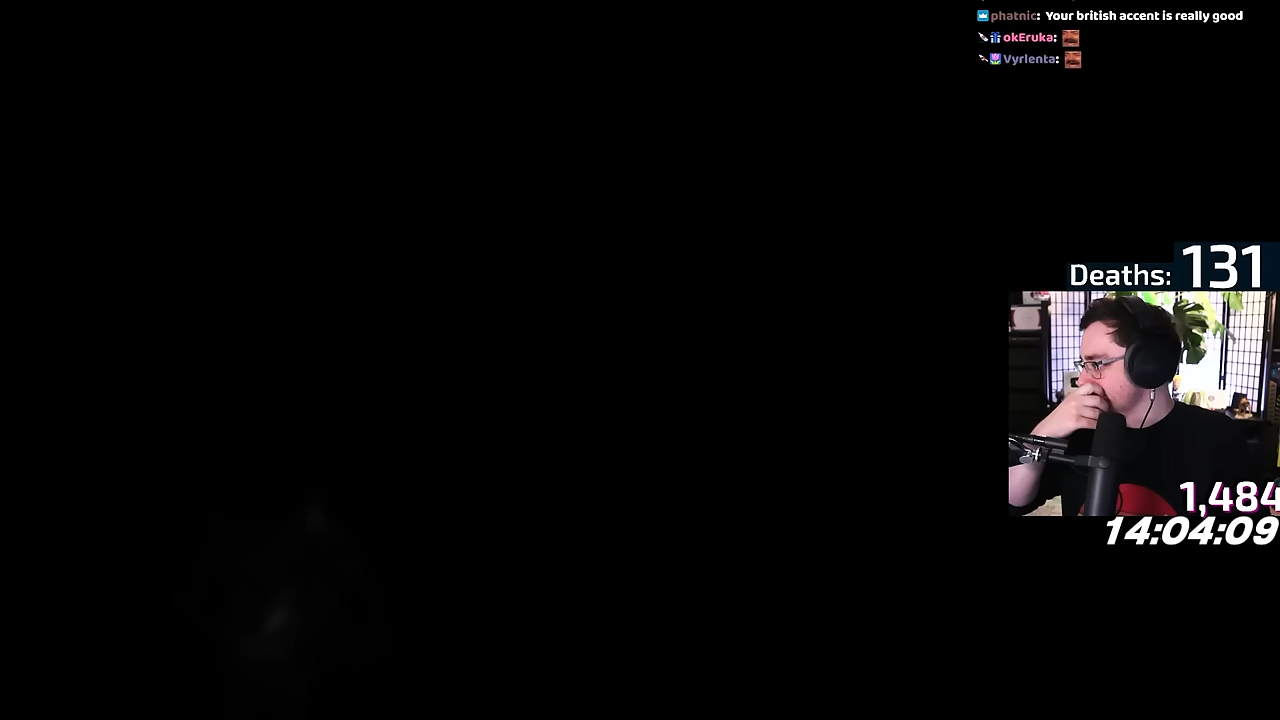 phatnic: Your british accent is really good
okEruka:
Vyrlenta:
Deaths: 131
1,484
14:04:09